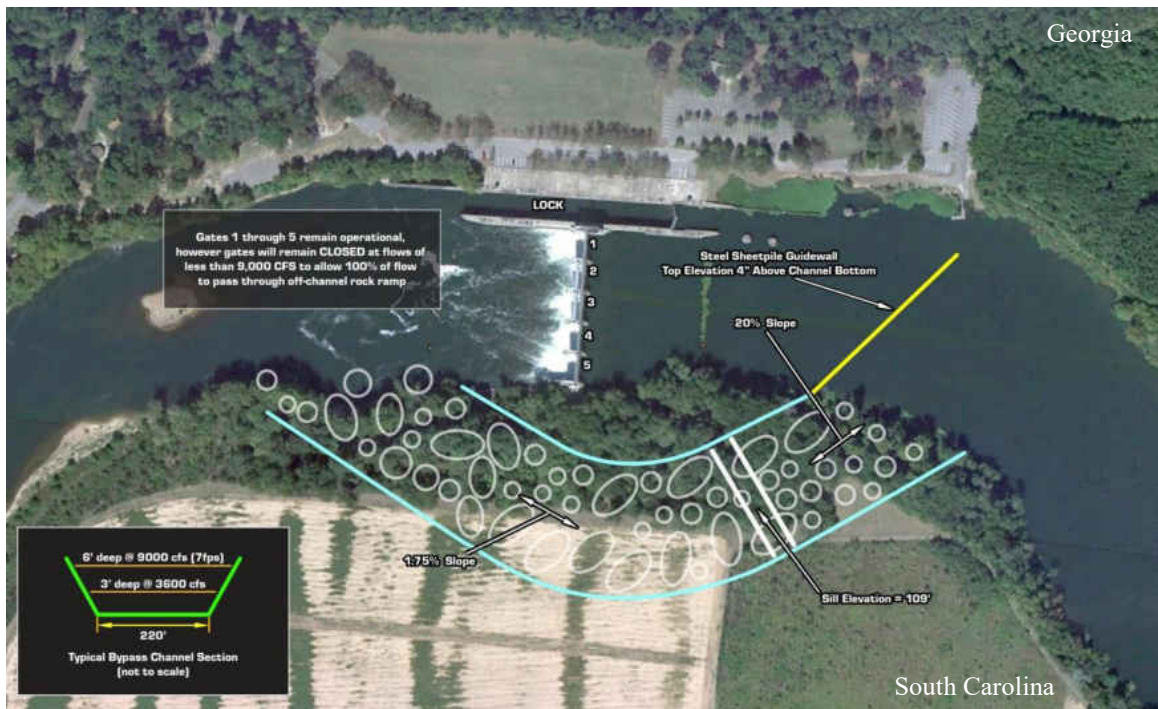 Georgia
LOCK
Gates 1 through 5 remain operational,
however gates will remain CLOSED at flows of
less than 9,000 CFS to allow 100% of flow
to pass through off-channel rock ramp
1
2
3
4
5
Steel Sheetpile Guidewall
Top Elevation 4" Above Channel Bottom
20% Slope
1.75% Slope
Sill Elevation = 109'
6' deep @ 9000 cfs (7fps)
3' deep @ 3600 cfs
220'
Typical Bypass Channel Section
(not to scale)
South Carolina